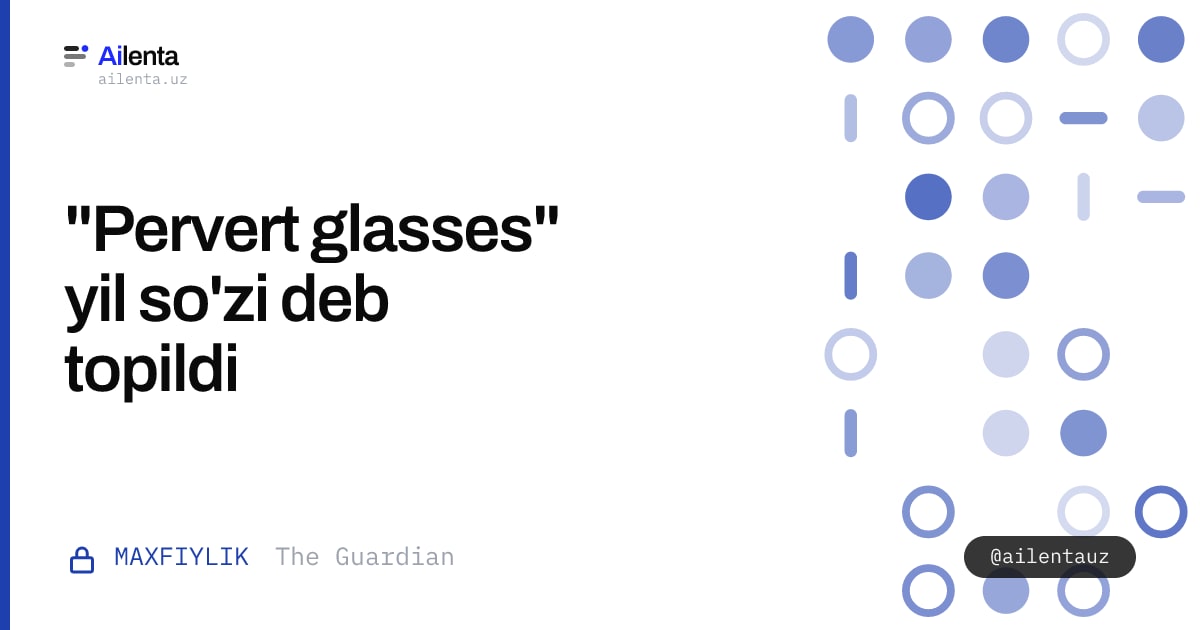 Ailenta
ailenta.uz
"Pervert glasses"
yil so'zi deb
topildi
MAXFIYLIK The Guardian
@ailentauz